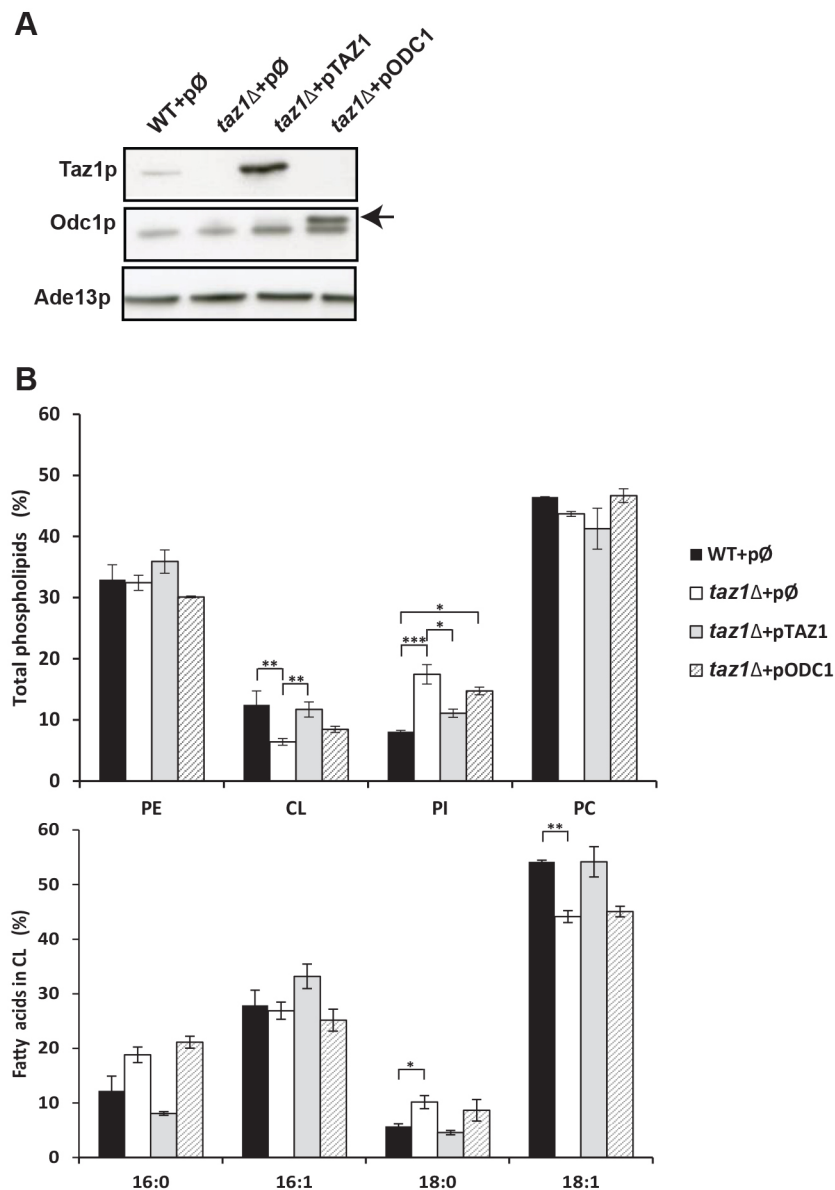 A
WT+pØ
taz1Δ+pØ
taz1Δ+pTAZ1
taz1Δ+pODC1
Taz1p
Odc1p
Ade13p
B
Total phospholipids (%)
60
50
40
30
20
10
0
**
**
***
*
*
PE
CL
PI
PC
WT+pØ
taz1Δ+pØ
taz1Δ+pTAZ1
taz1Δ+pODC1
Fatty acids in CL (%)
60
50
40
30
20
10
0
*
**
16:0
16:1
18:0
18:1